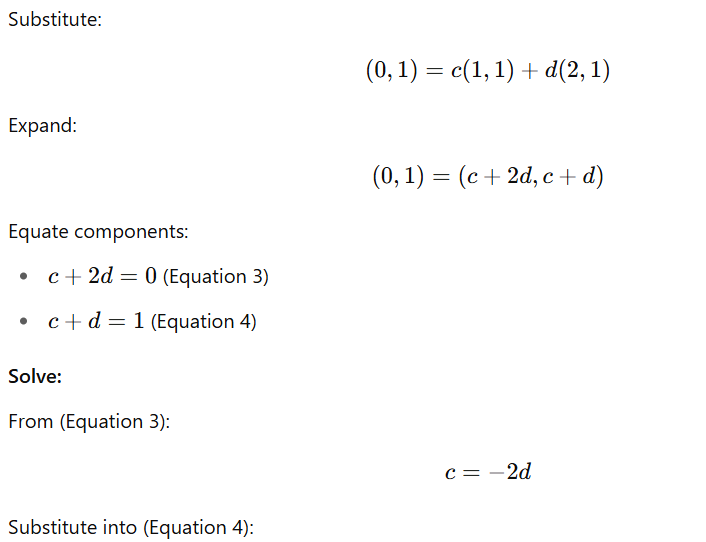 Substitute:
(0, 1) = c(1, 1) + d(2, 1)
Expand:
(0, 1) = (c + 2d, c + d)
Equate components:
• c + 2d = 0 (Equation 3)
• c + d = 1 (Equation 4)
Solve:
From (Equation 3):
c = −2d
Substitute into (Equation 4):